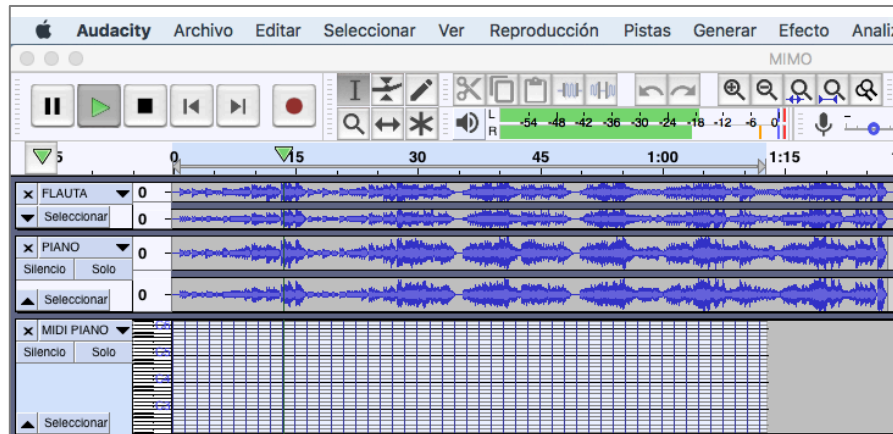 Audacity Archivo Editar Seleccionar Ver Reproducción Pistas Generar Efecto Analiz
MIMO
L
R
-54 -48 -42 -36 -30 -24 -18 -12 -6 0
5 0 15 30 45 1:00 1:15
FLAUTA 0
Seleccionar 0
PIANO 0
Silencio Solo
Seleccionar 0
MIDI PIANO
Silencio Solo
Seleccionar